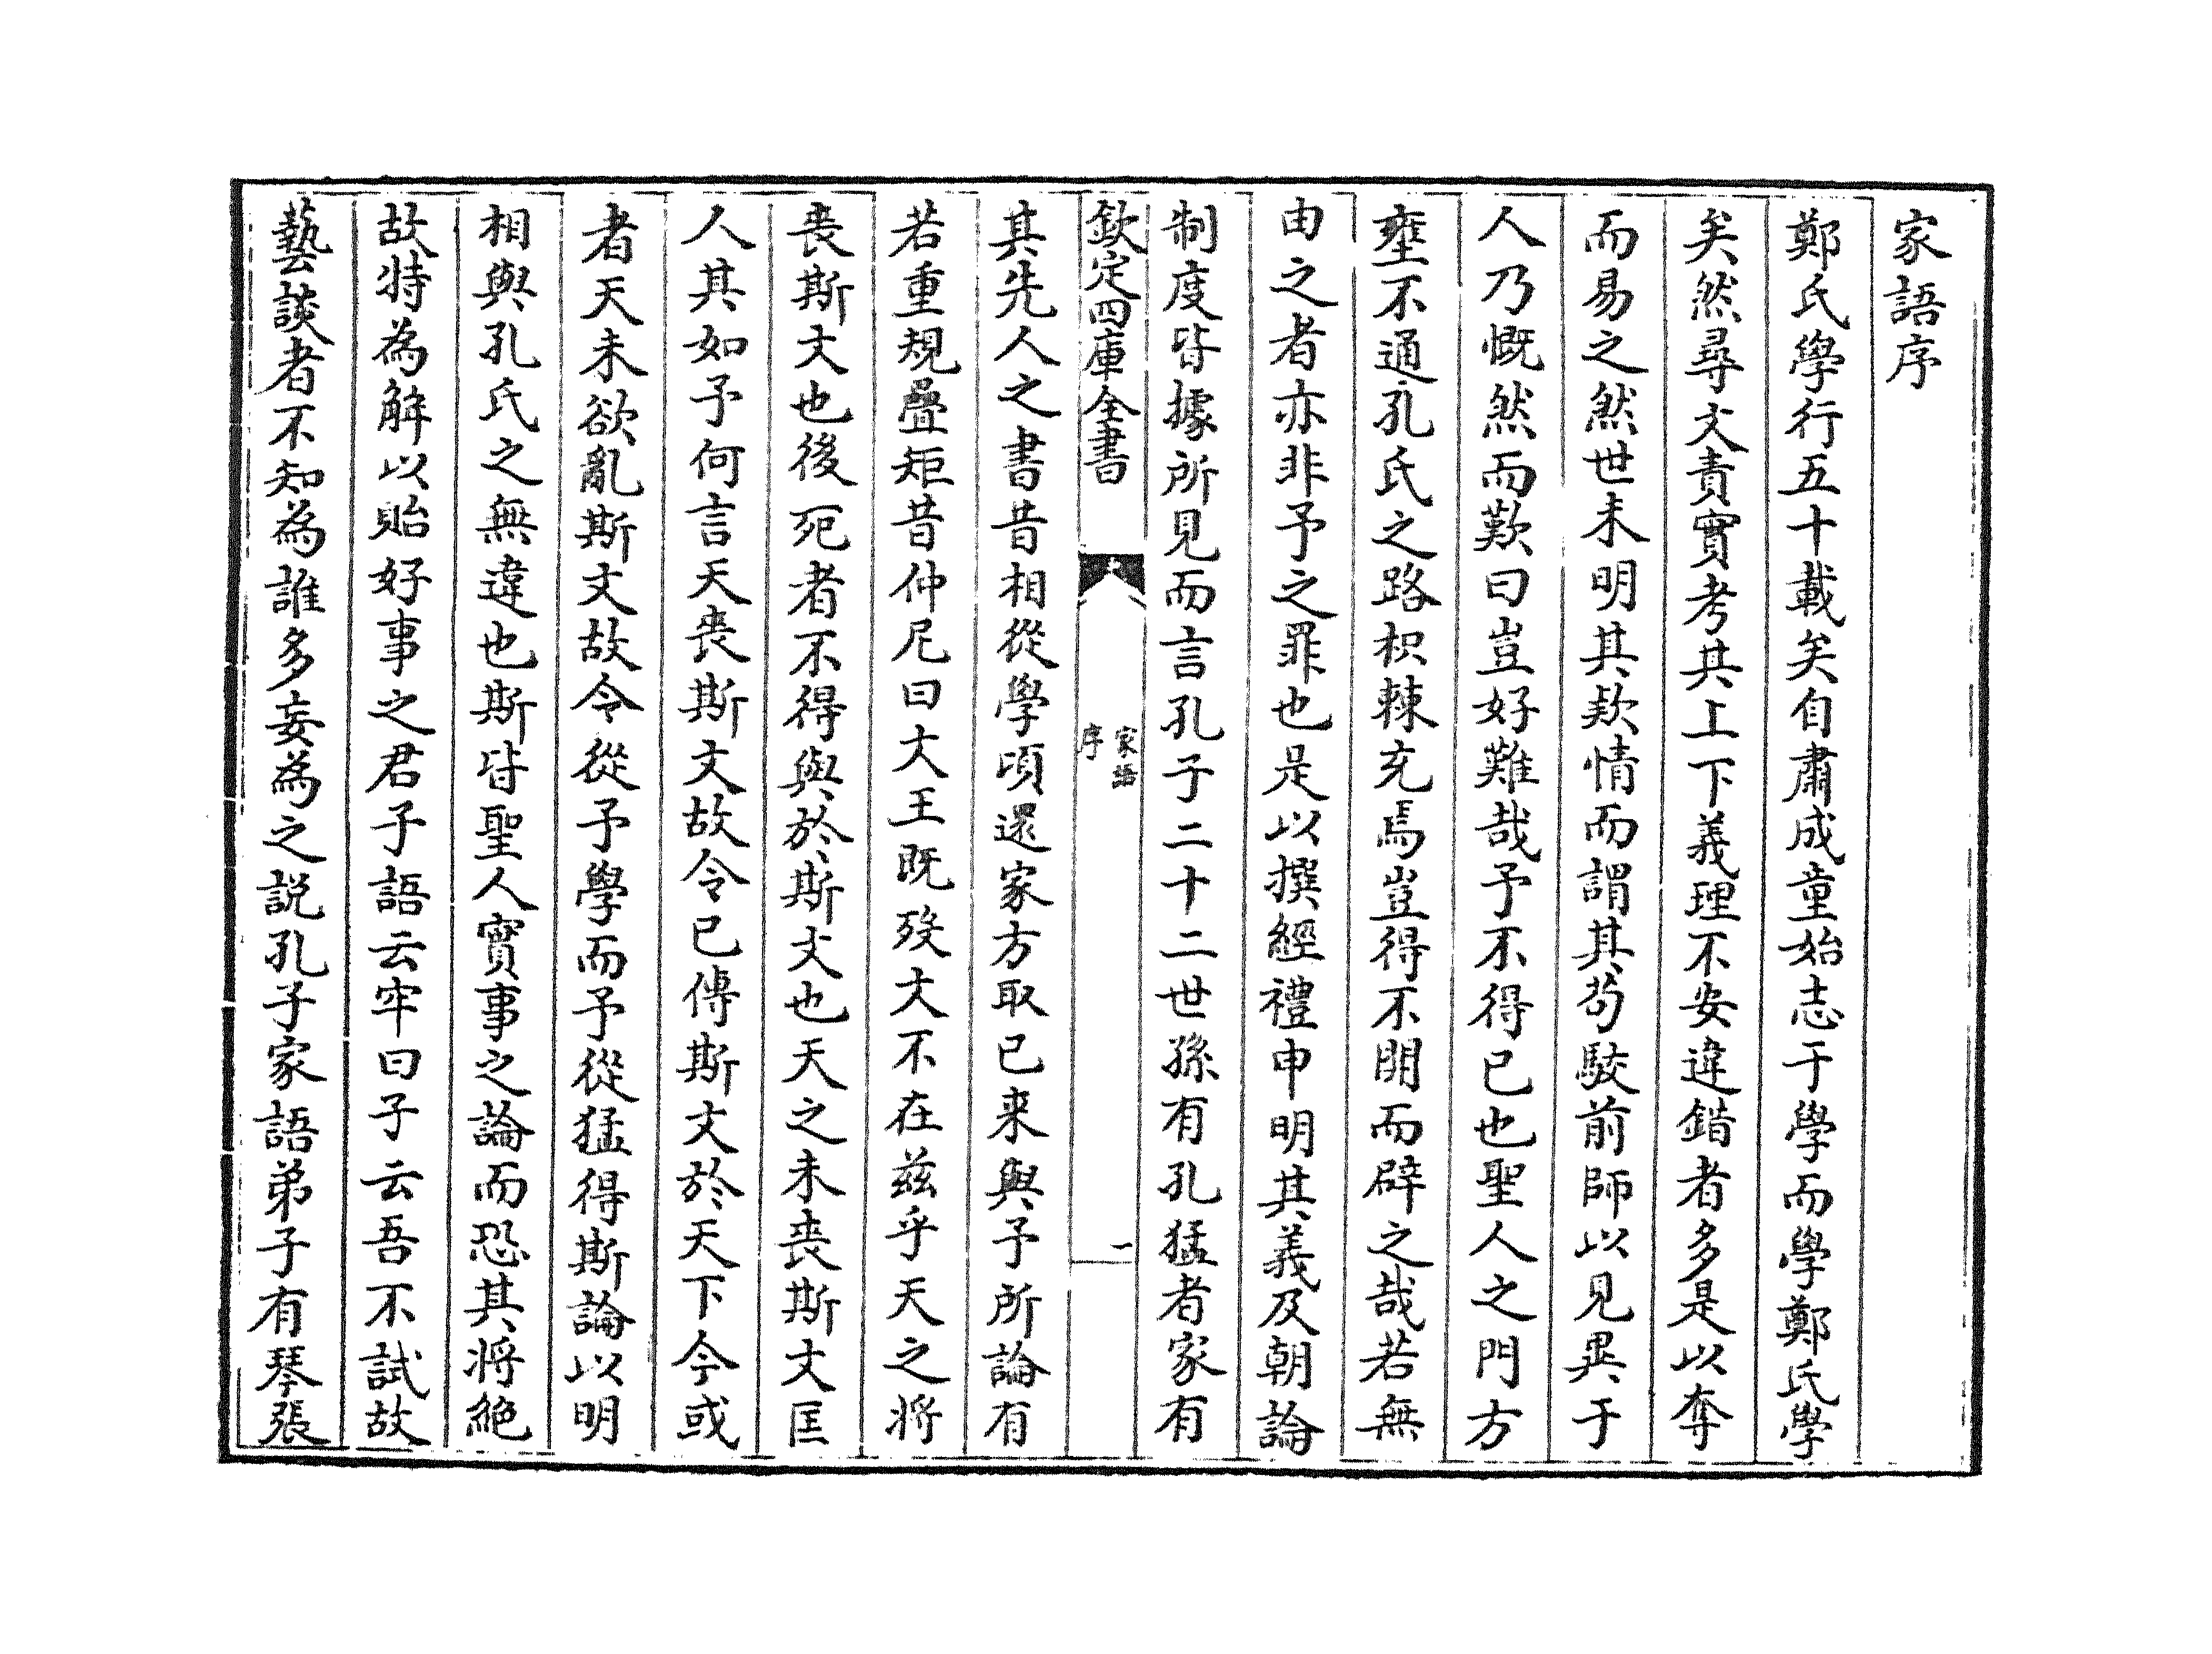 家語序
鄭氏學行五十載矣自肅成童始志于學而學鄭氏學
矣然尋文責實考其上下義理不安違錯者多是以奪
而易之然世未明其欵情而謂其茍駁前師以見異于
人乃慨然而歎曰豈好難哉予不得已也聖人之門方
壅不通孔氏之路枳棘充焉豈得不開而辟之哉若無
由之者亦非予之罪也是以撰經禮申明其義及朝論
制度皆據所見而言孔子二十二世孫有孔猛者家有
欽定四庫全書
家語
序
一
其先人之書昔相從學頃還家方取已来與予所論有
若重規疊矩昔仲尼曰大王既殁大不在兹乎天之將
喪斯文也後死者不得與於斯文也天之未喪斯文匡
人其如予何言天喪斯文故令已傳斯文於天下今或
者天未欲亂斯文故令從予學而予從猛得斯論以明
相與孔氏之無違也斯皆聖人實事之論而恐其將絶
故特為解以貽好事之君子語云牢曰子云吾不試故
藝談者不知為誰多妄為之説孔子家語弟子有琴張